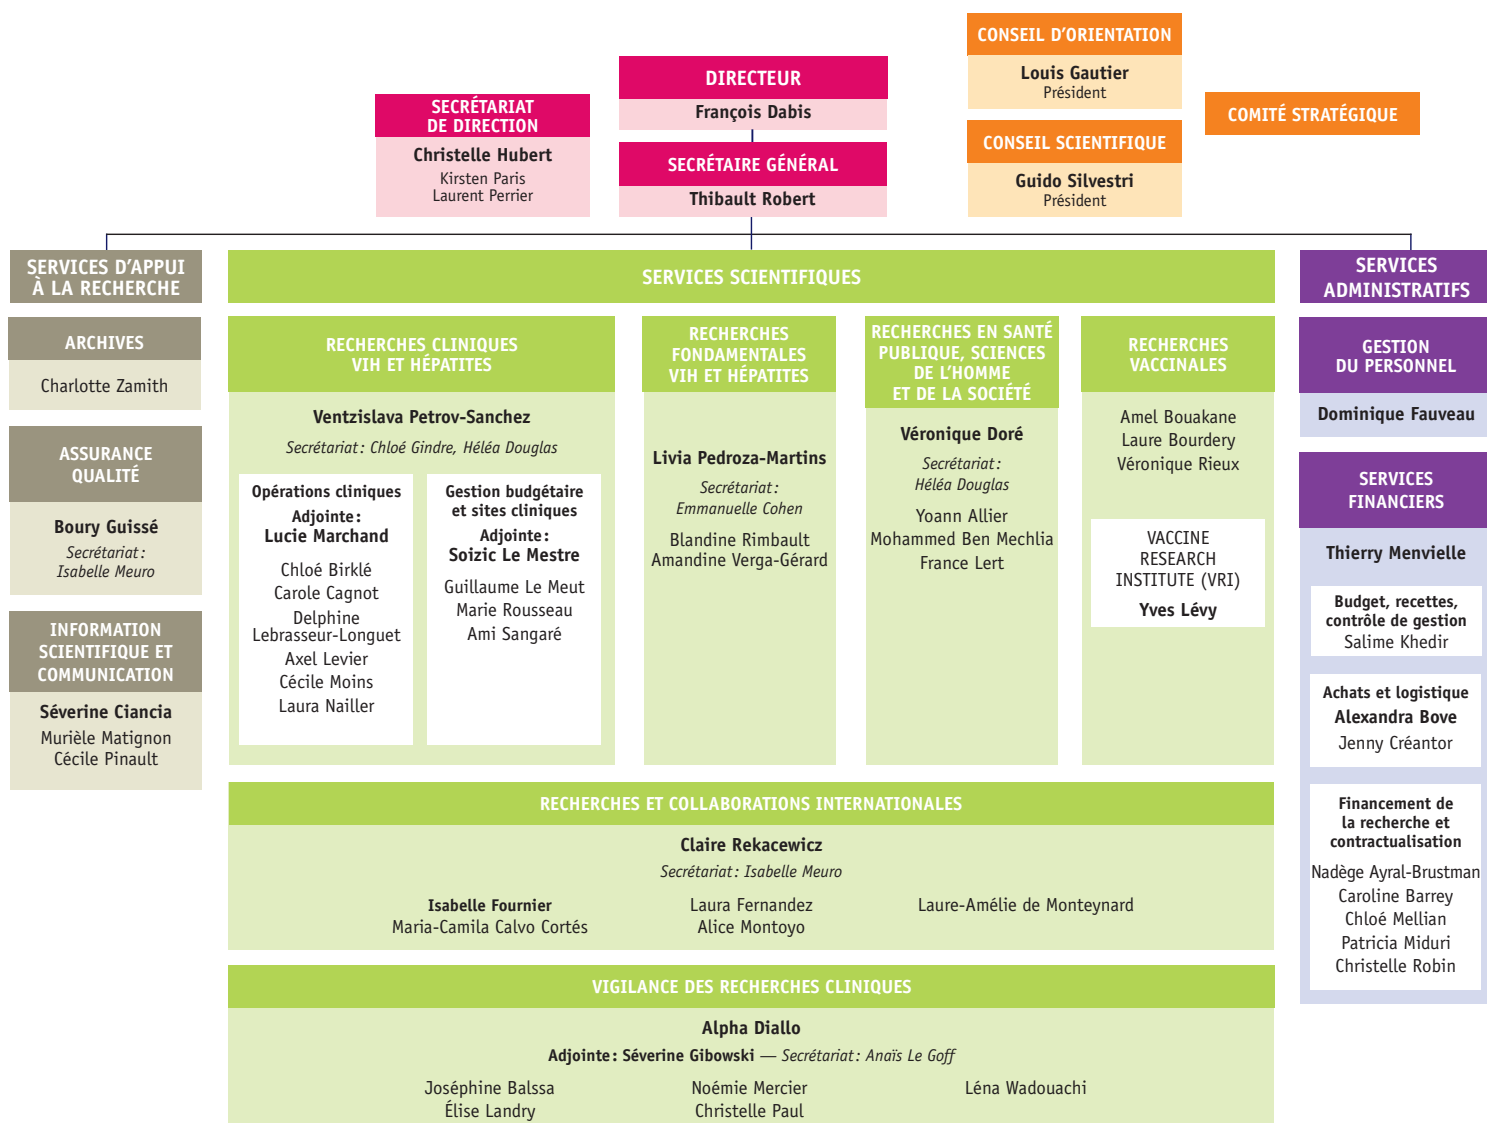 CONSEIL D'ORIENTATION
Louis Gautier
Président
DIRECTEUR
François Dabis
SECRÉTARIAT
DE DIRECTION
Christelle Hubert
Kirsten Paris
Laurent Perrier
COMITÉ STRATÉGIQUE
SECRÉTAIRE GÉNÉRAL
Thibault Robert
CONSEIL SCIENTIFIQUE
Guido Silvestri
Président
SERVICES D'APPUI
À LA RECHERCHE
ARCHIVES
Charlotte Zamith
ASSURANCE
QUALITÉ
Boury Guissé
Secrétariat :
Isabelle Meuro
INFORMATION
SCIENTIFIQUE ET
COMMUNICATION
Séverine Ciancia
Murièle Matignon
Cécile Pinault
SERVICES SCIENTIFIQUES
RECHERCHES CLINIQUES
VIH ET HÉPATITES
Ventzislava Petrov-Sanchez
Secrétariat : Chloé Gindre, Héléa Douglas
Opérations cliniques
Adjointe :
Lucie Marchand
Chloé Birklé
Carole Cagnot
Delphine
Lebrasseur-Longuet
Axel Levier
Cécile Moins
Laura Nailler
Gestion budgétaire
et sites cliniques
Adjointe :
Soizic Le Mestre
Guillaume Le Meut
Marie Rousseau
Ami Sangaré
RECHERCHES
FONDAMENTALES
VIH ET HÉPATITES
Livia Pedroza-Martins
Secrétariat :
Emmanuelle Cohen
Blandine Rimbault
Amandine Verga-Gérard
RECHERCHES EN SANTÉ
PUBLIQUE, SCIENCES
DE L'HOMME
ET DE LA SOCIÉTÉ
Véronique Doré
Secrétariat :
Héléa Douglas
Yoann Allier
Mohammed Ben Mechlia
France Lert
RECHERCHES
VACCINALES
Amel Bouakane
Laure Bourdery
Véronique Rieux
VACCINE
RESEARCH
INSTITUTE (VRI)
Yves Lévy
RECHERCHES ET COLLABORATIONS INTERNATIONALES
Claire Rekacewicz
Secrétariat : Isabelle Meuro
Isabelle Fournier
Maria-Camila Calvo Cortés
Laura Fernandez
Alice Montoyo
Laure-Amélie de Monteynard
VIGILANCE DES RECHERCHES CLINIQUES
Alpha Diallo
Adjointe : Séverine Gibowski — Secrétariat : Anaïs Le Goff
Joséphine Balssa
Élise Landry
Noémie Mercier
Christelle Paul
Léna Wadouachi
SERVICES
ADMINISTRATIFS
GESTION
DU PERSONNEL
Dominique Fauveau
SERVICES
FINANCIERS
Thierry Menvielle
Budget, recettes,
contrôle de gestion
Salime Khedir
Achats et logistique
Alexandra Bove
Jenny Créantor
Financement de
la recherche et
contractualisation
Nadège Ayral-Brustman
Caroline Barrey
Chloé Mellian
Patricia Miduri
Christelle Robin